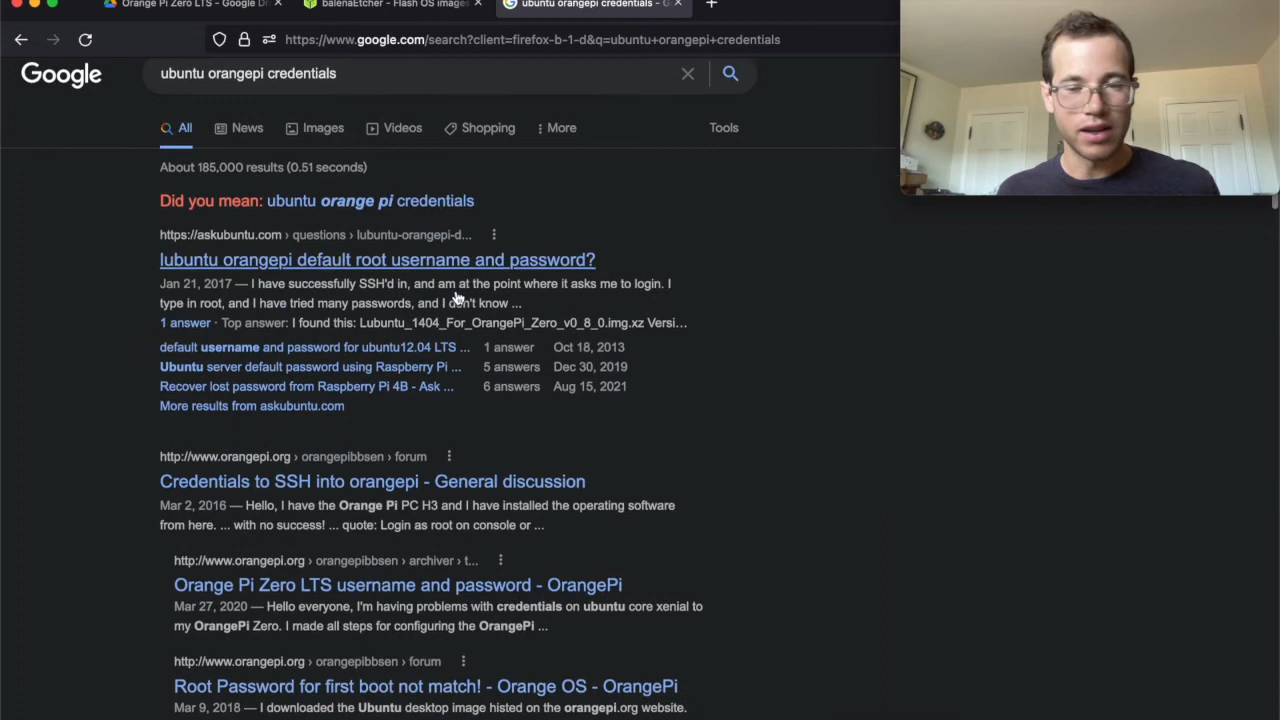 Orange Pi Zero LTS - Google Dr
balenaEtcher - Flash OS images
ubuntu orangepi credentials - G
https://www.google.com/search?client=firefox-b-1-d&q=ubuntu+orangepi+credentials
Google
ubuntu orangepi credentials
All
News
Images
Videos
Shopping
More
Tools
About 185,000 results (0.51 seconds)
Did you mean: ubuntu orange pi credentials
https://askubuntu.com › questions › lubuntu-orangepi-d...
lubuntu orangepi default root username and password?
Jan 21, 2017 — I have successfully SSH'd in, and am at the point where it asks me to login. I
type in root, and I have tried many passwords, and I don't know ...
1 answer · Top answer: I found this: Lubuntu_1404_For_OrangePi_Zero_v0_8_0.img.xz Versi...
default username and password for ubuntu12.04 LTS ... 1 answer Oct 18, 2013
Ubuntu server default password using Raspberry Pi ... 5 answers Dec 30, 2019
Recover lost password from Raspberry Pi 4B - Ask ... 6 answers Aug 15, 2021
More results from askubuntu.com
http://www.orangepi.org › orangepibbsen › forum
Credentials to SSH into orangepi - General discussion
Mar 2, 2016 — Hello, I have the Orange Pi PC H3 and I have installed the operating software
from here. ... with no success! ... quote: Login as root on console or ...
http://www.orangepi.org › orangepibbsen › archiver › t...
Orange Pi Zero LTS username and password - OrangePi
Mar 27, 2020 — Hello everyone, I'm having problems with credentials on ubuntu core xenial to
my OrangePi Zero. I made all steps for configuring the OrangePi ...
http://www.orangepi.org › orangepibbsen › forum
Root Password for first boot not match! - Orange OS - OrangePi
Mar 9, 2018 — I downloaded the Ubuntu desktop image histed on the orangepi.org website.